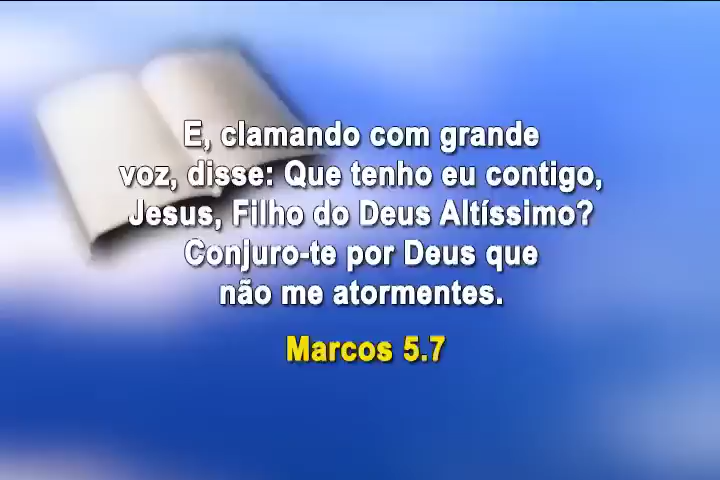 E, clamando com grande
voz, disse: Que tenho eu contigo,
Jesus, Filho do Deus Altíssimo?
Conjuro-te por Deus que
não me atormentes.
Marcos 5.7